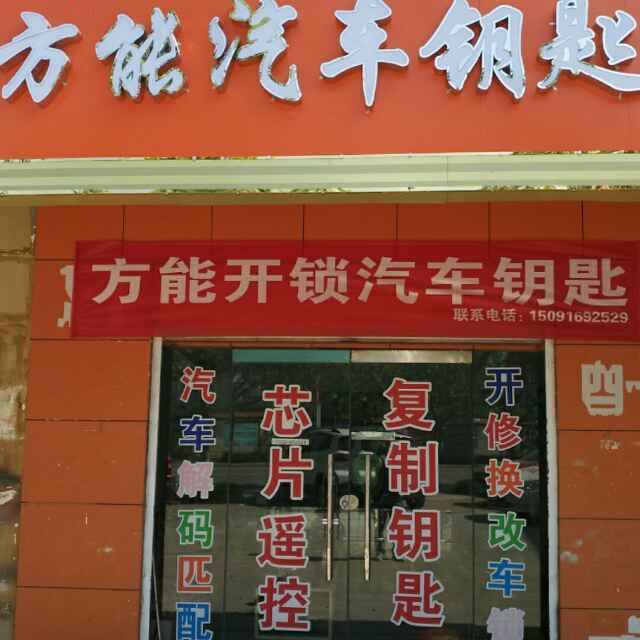 方能汽车钥匙
方能开锁汽车钥匙
联系电话：15091692529
汽车解码匹配
芯片遥控
复制钥匙
开修换改车锁
四